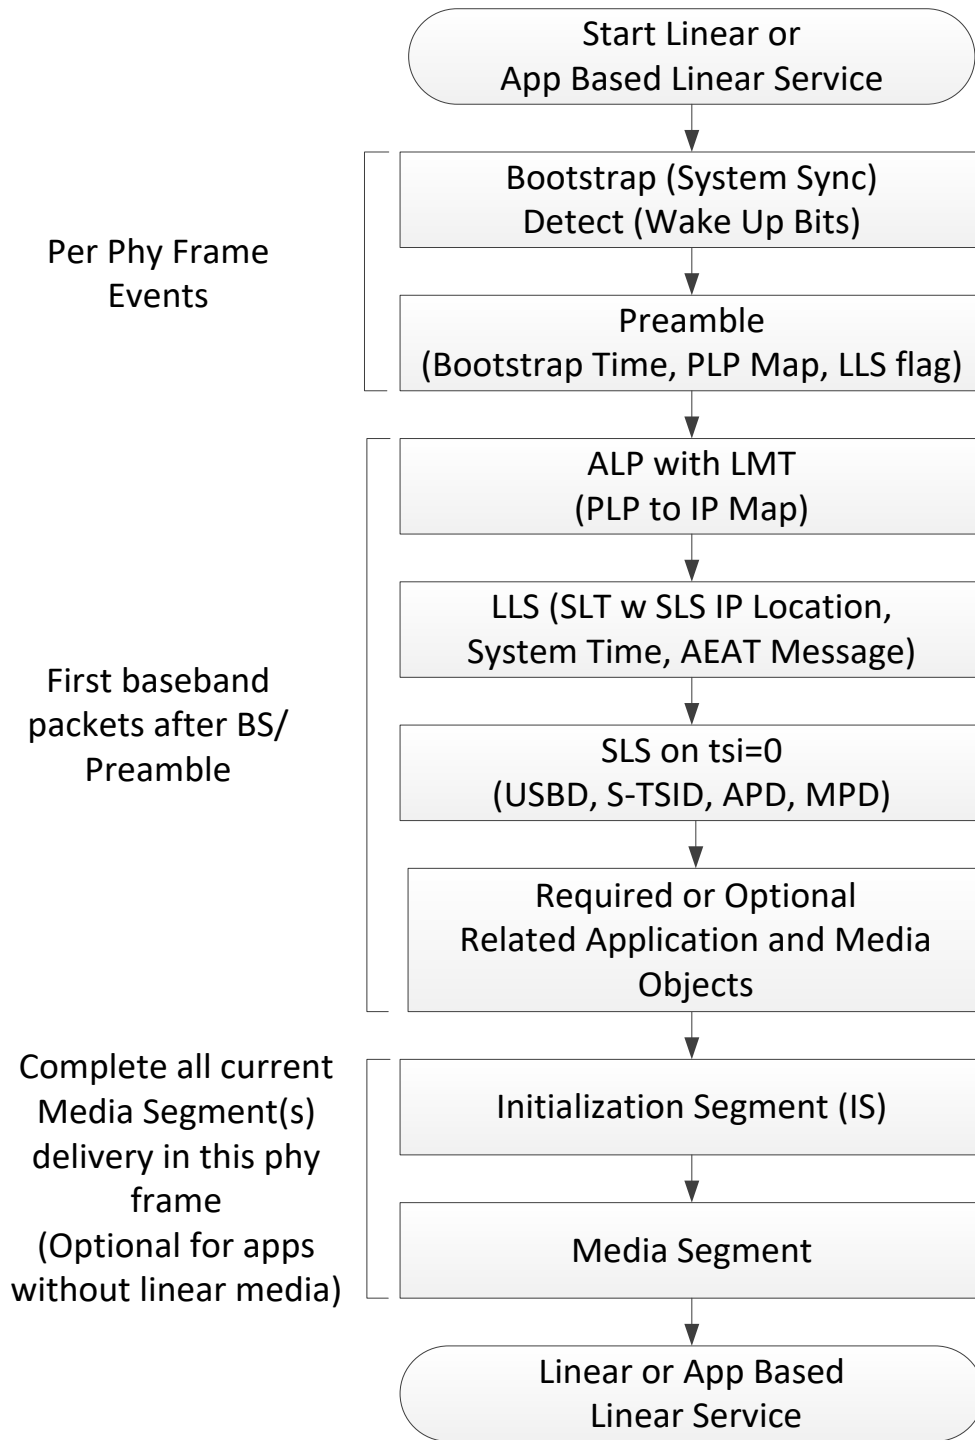 Start Linear or
App Based Linear Service
Per Phy Frame
Events
Bootstrap (System Sync)
Detect (Wake Up Bits)
Preamble
(Bootstrap Time, PLP Map, LLS flag)
First baseband
packets after BS/
Preamble
ALP with LMT
(PLP to IP Map)
LLS (SLT w SLS IP Location,
System Time, AEAT Message)
SLS on tsi=0
(USBD, S-TSID, APD, MPD)
Required or Optional
Related Application and Media
Objects
Complete all current
Media Segment(s)
delivery in this phy
frame
(Optional for apps
without linear media)
Initialization Segment (IS)
Media Segment
Linear or App Based
Linear Service